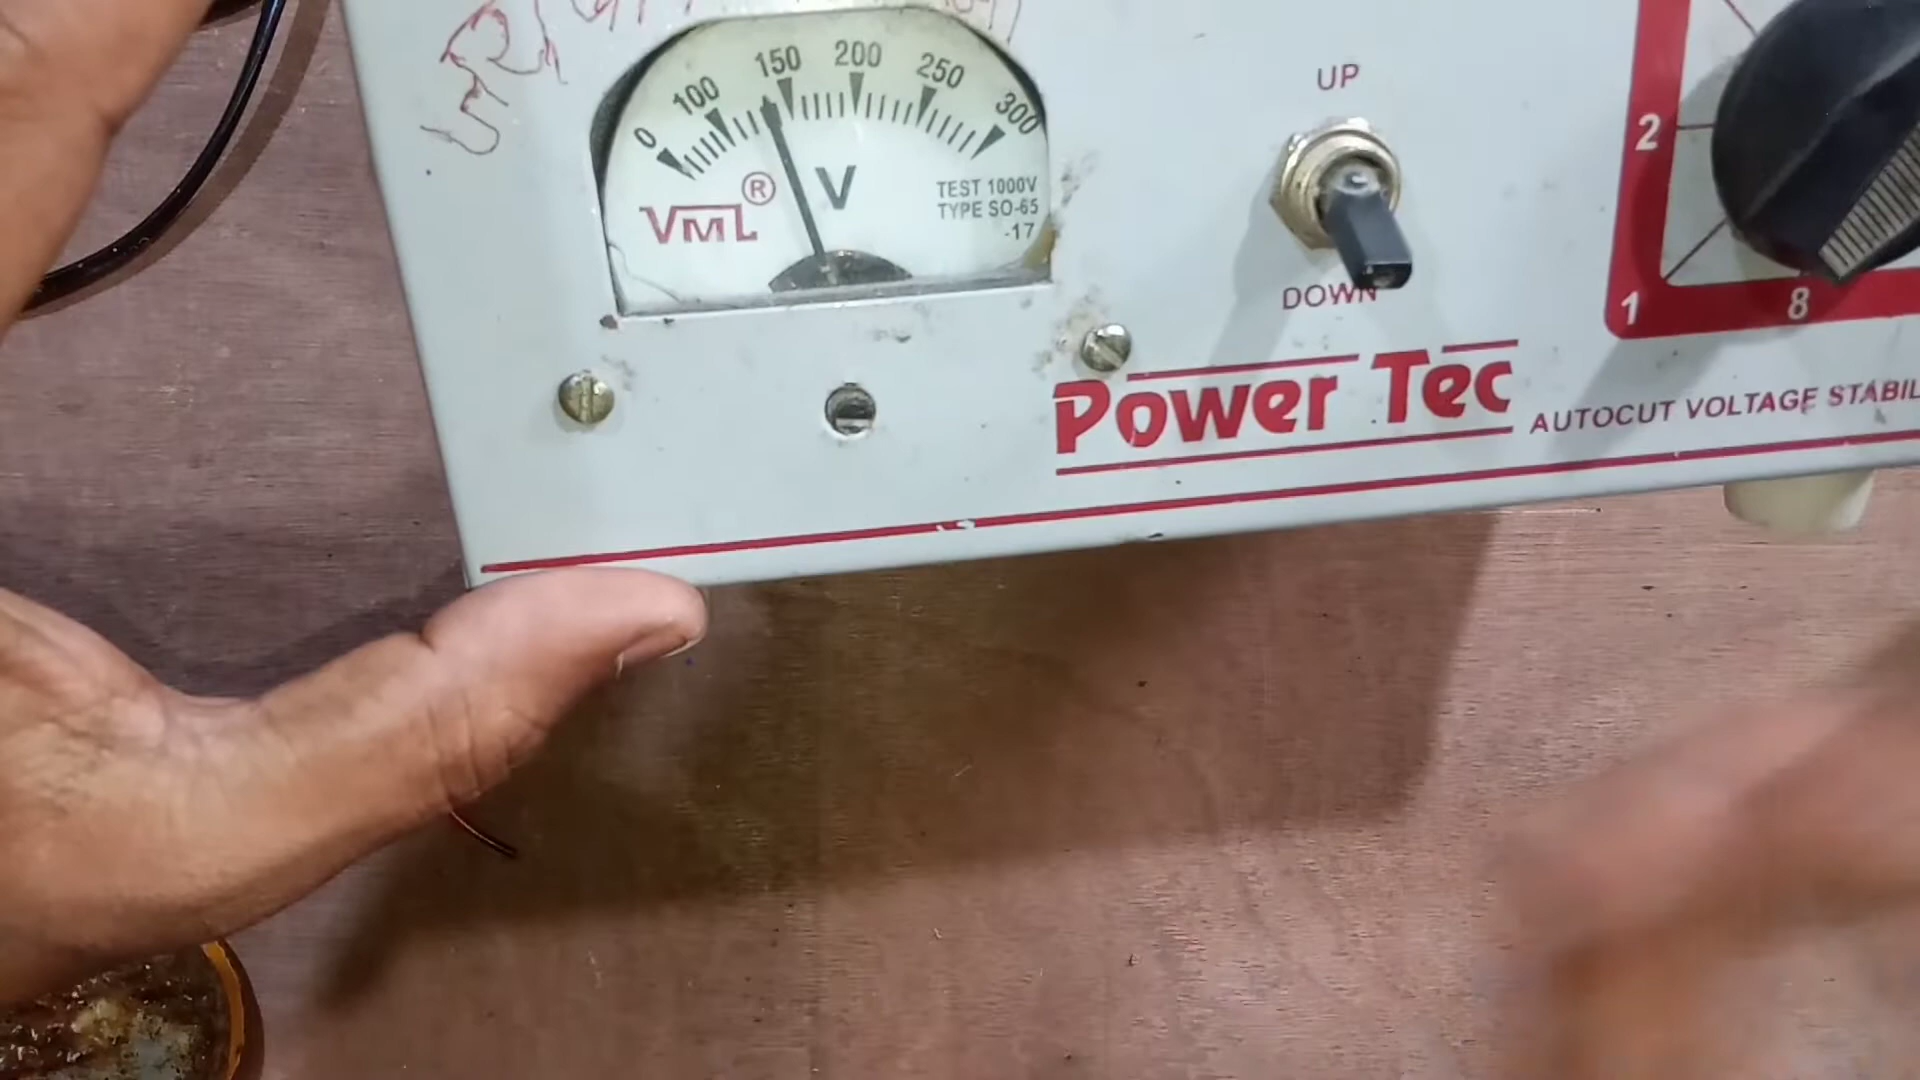 0 100 150 200 250 300
V
VML®
TEST 1000V
TYPE SO-65
-17
UP
DOWN
2
1
8
Power Tec
AUTOCUT VOLTAGE STABIL